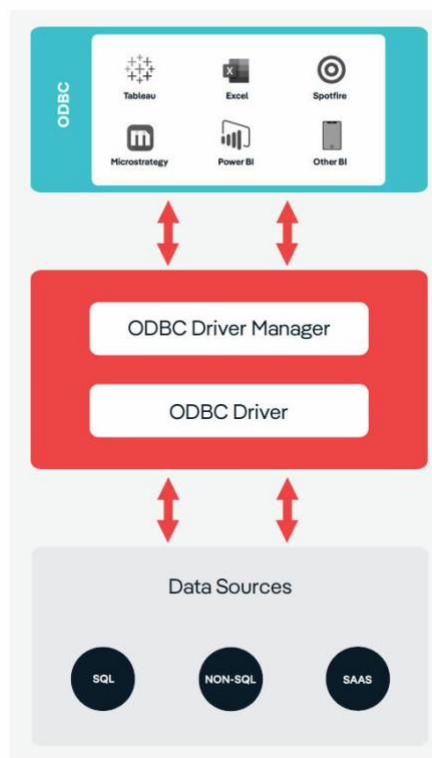 ODBC
Tableau Excel Spotfire
Microstrategy Power BI Other BI
ODBC Driver Manager
ODBC Driver
Data Sources
SQL NON-SQL SAAS